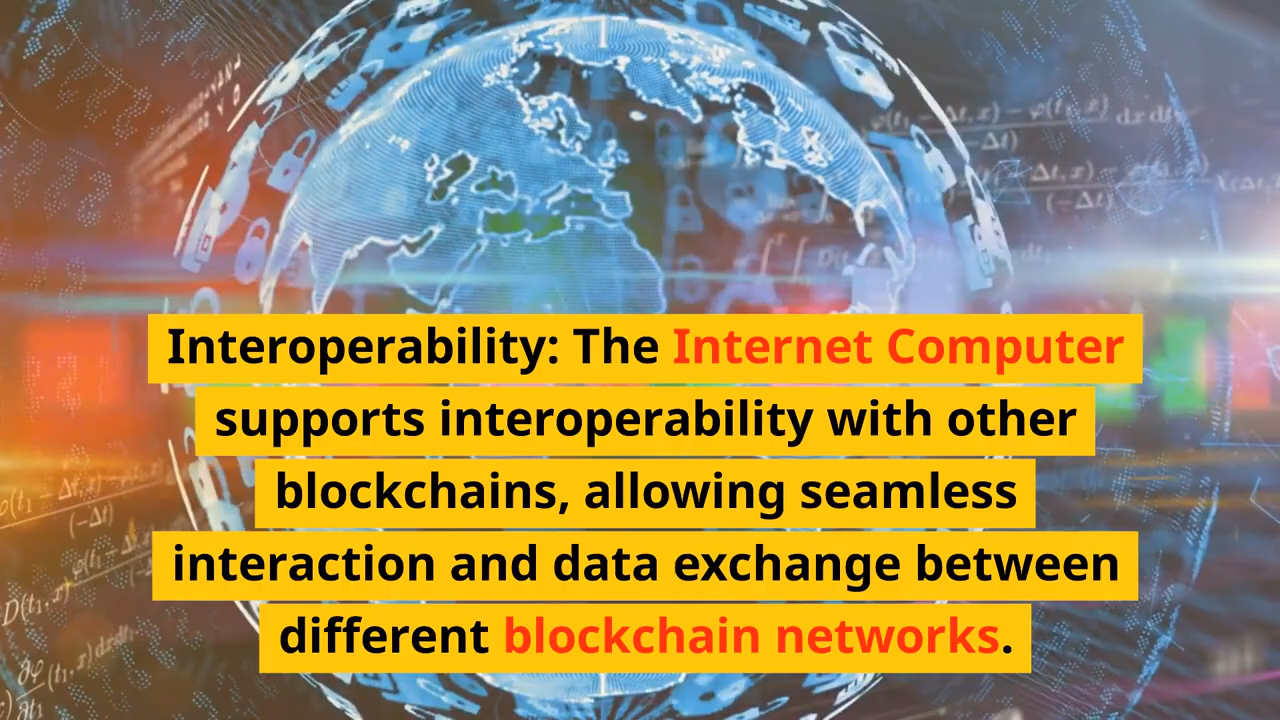 Interoperability: The Internet Computer
supports interoperability with other
blockchains, allowing seamless
interaction and data exchange between
different blockchain networks.